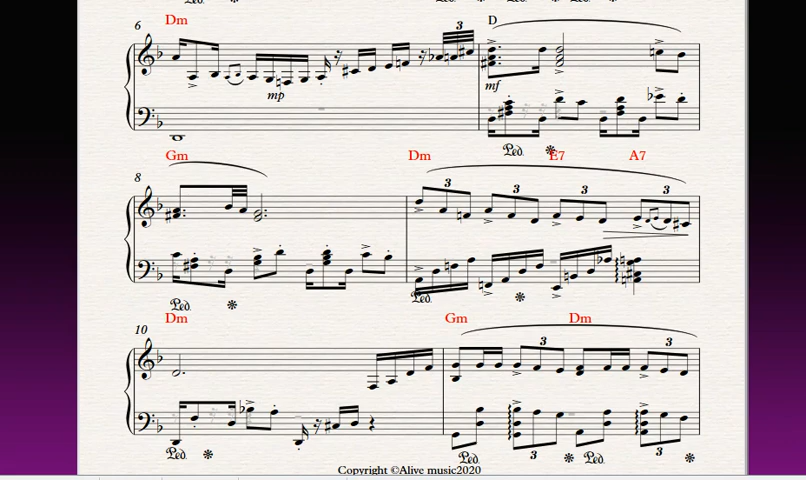 6 Dm D
3
mp mf
Ped.
8 Gm Dm E7 A7
3 3 3 3
Ped. Ped.
10 Dm Gm Dm
3 3
3 3
Ped. Ped. Ped.
Copyright ©Alive music2020